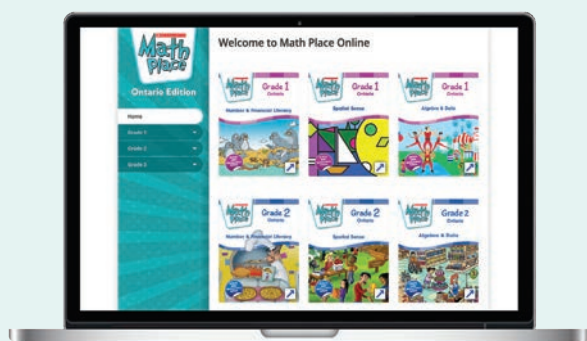 Math
Place
Ontario Edition
Home
Grade 1
Grade 2
Grade 3
Welcome to Math Place Online
Math
Place
Grade 1
Ontario
Number & Financial Literacy
Math
Place
Grade 1
Ontario
Spatial Sense
Math
Place
Grade 1
Ontario
Algebra & Data
Math
Place
Grade 2
Ontario
Number & Financial Literacy
Math
Place
Grade 2
Ontario
Spatial Sense
Math
Place
Grade 2
Ontario
Algebra & Data